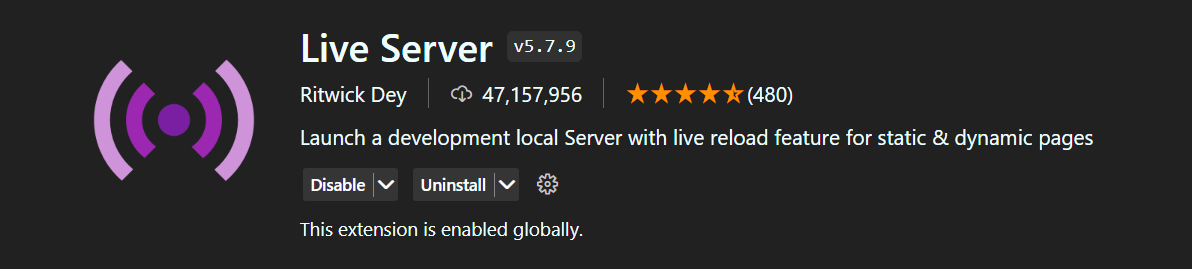 Live Server v5.7.9
Ritwick Dey 47,157,956 (480)
Launch a development local Server with live reload feature for static & dynamic pages
Disable Uninstall
This extension is enabled globally.